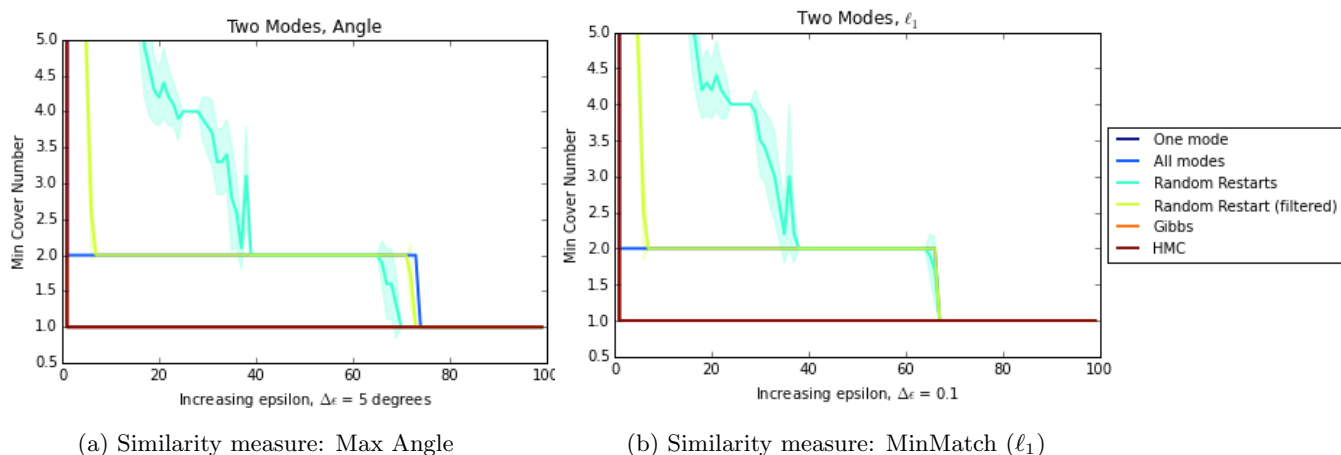 Two Modes, Angle
5.0
4.5
4.0
3.5
3.0
2.5
2.0
1.5
1.0
0.5
Min Cover Number
0 20 40 60 80 100
Increasing epsilon, Δϵ = 5 degrees
(a) Similarity measure: Max Angle
Two Modes, ℓ₁
5.0
4.5
4.0
3.5
3.0
2.5
2.0
1.5
1.0
0.5
Min Cover Number
0 20 40 60 80 100
Increasing epsilon, Δϵ = 0.1
(b) Similarity measure: MinMatch (ℓ₁)
One mode
All modes
Random Restarts
Random Restart (filtered)
Gibbs
HMC